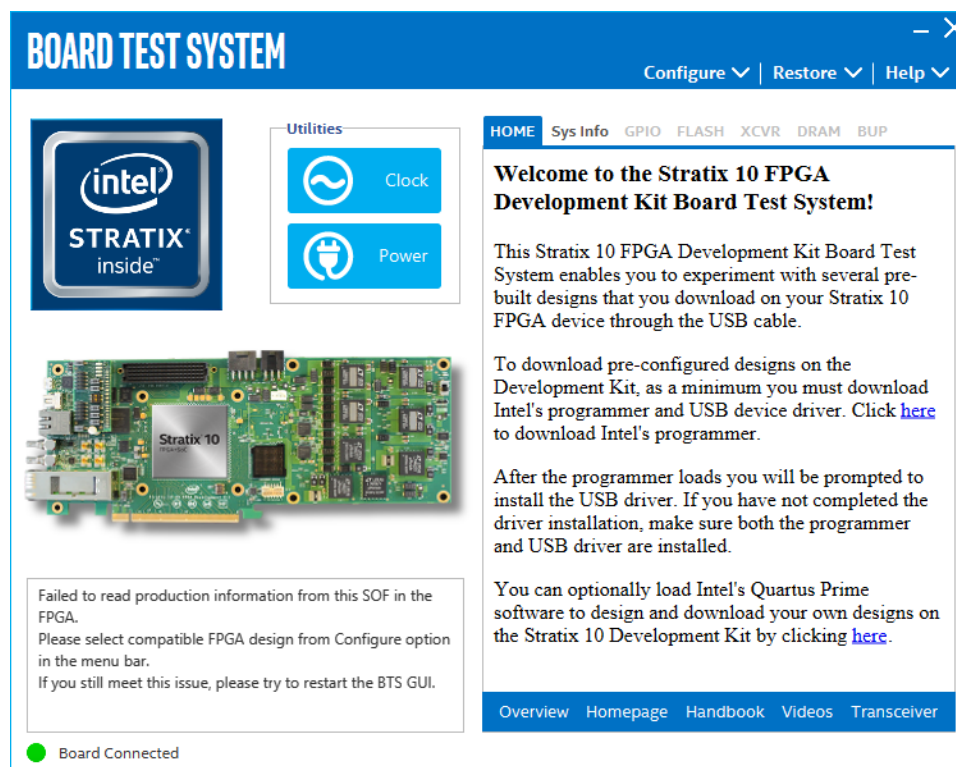 BOARD TEST SYSTEM
Configure | Restore | Help
intel
STRATIX
inside™
Utilities
Clock
Power
Stratix 10
Failed to read production information from this SOF in the
FPGA.
Please select compatible FPGA design from Configure option
in the menu bar.
If you still meet this issue, please try to restart the BTS GUI.
Board Connected
HOME Sys Info GPIO FLASH XCVR DRAM BUP
Welcome to the Stratix 10 FPGA
Development Kit Board Test System!
This Stratix 10 FPGA Development Kit Board Test
System enables you to experiment with several pre-
built designs that you download on your Stratix 10
FPGA device through the USB cable.
To download pre-configured designs on the
Development Kit, as a minimum you must download
Intel's programmer and USB device driver. Click here
to download Intel's programmer.
After the programmer loads you will be prompted to
install the USB driver. If you have not completed the
driver installation, make sure both the programmer
and USB driver are installed.
You can optionally load Intel's Quartus Prime
software to design and download your own designs on
the Stratix 10 Development Kit by clicking here.
Overview Homepage Handbook Videos Transceiver